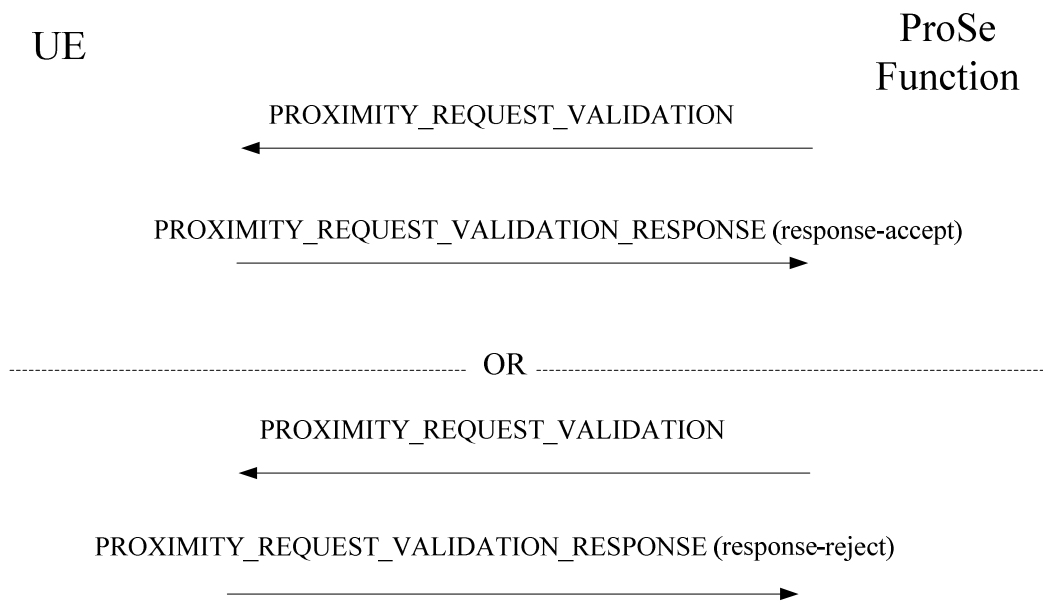 UE
ProSe
Function
PROXIMITY_REQUEST_VALIDATION
PROXIMITY_REQUEST_VALIDATION_RESPONSE (response-accept)
OR
PROXIMITY_REQUEST_VALIDATION
PROXIMITY_REQUEST_VALIDATION_RESPONSE (response-reject)